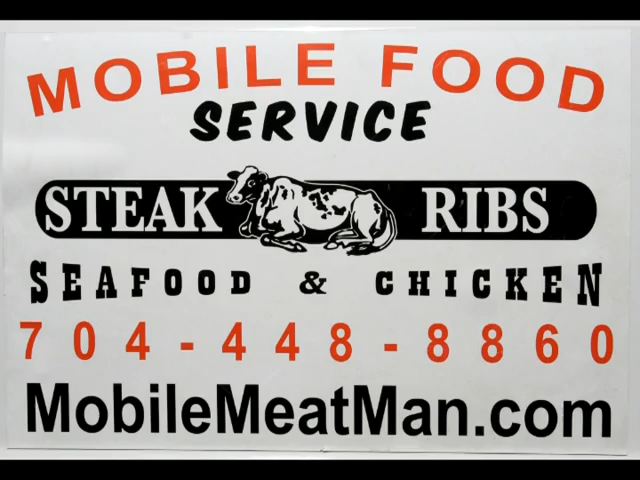 MOBILE FOOD
SERVICE
STEAK RIBS
SEAFOOD & CHICKEN
704-448-8860
MobileMeatMan.com